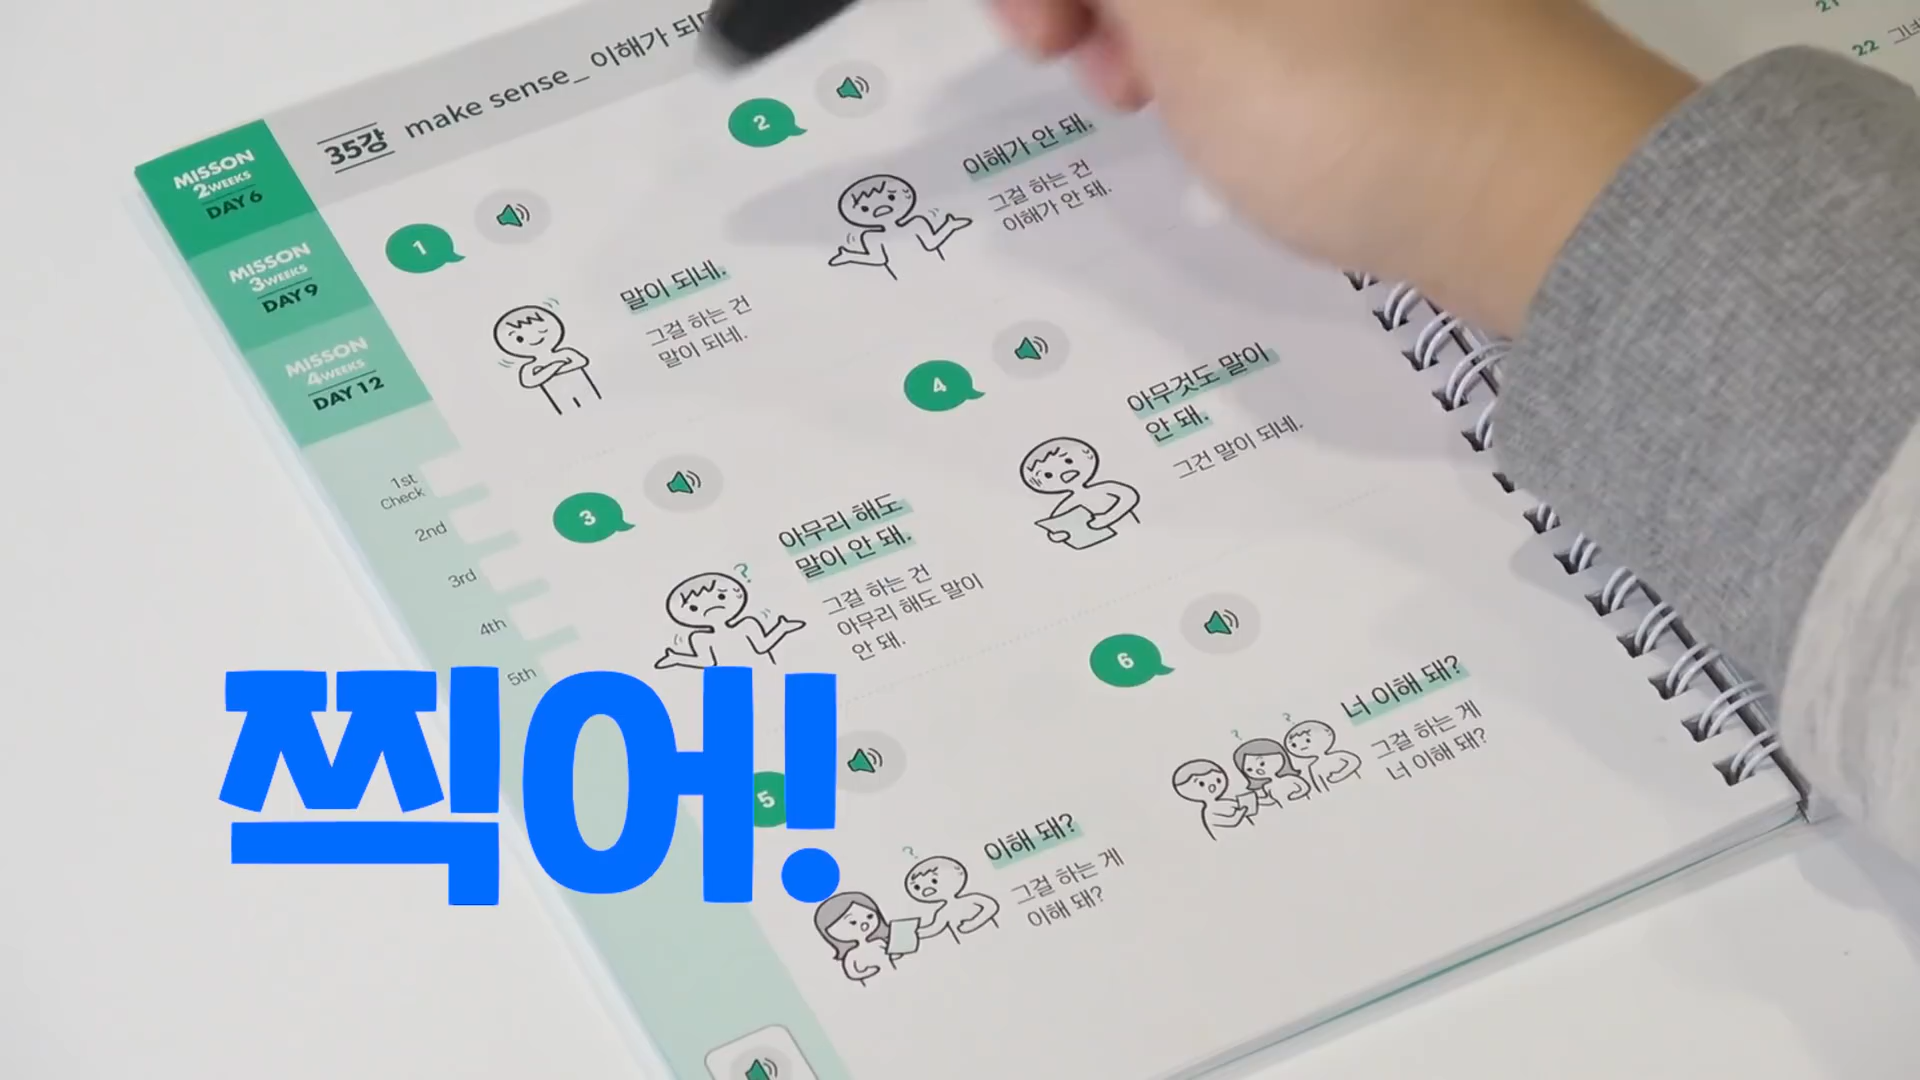 35강 make sense_ 이해가 되
MISSON
2WEEKS
DAY 6
MISSON
3WEEKS
DAY 9
MISSON
4WEEKS
DAY 12
1st
Check
2nd
3rd
4th
5th
1
말이 되네.
그걸 하는 건
말이 되네.
2
이해가 안 돼.
그걸 하는 건
이해가 안 돼.
3
아무리 해도
말이 안 돼.
그걸 하는 건
아무리 해도 말이
안 돼.
4
아무것도 말이
안 돼.
그건 말이 되네.
5
이해 돼?
그걸 하는 게
이해 돼?
6
너 이해 돼?
그걸 하는 게
너 이해 돼?
21
22
찍어!